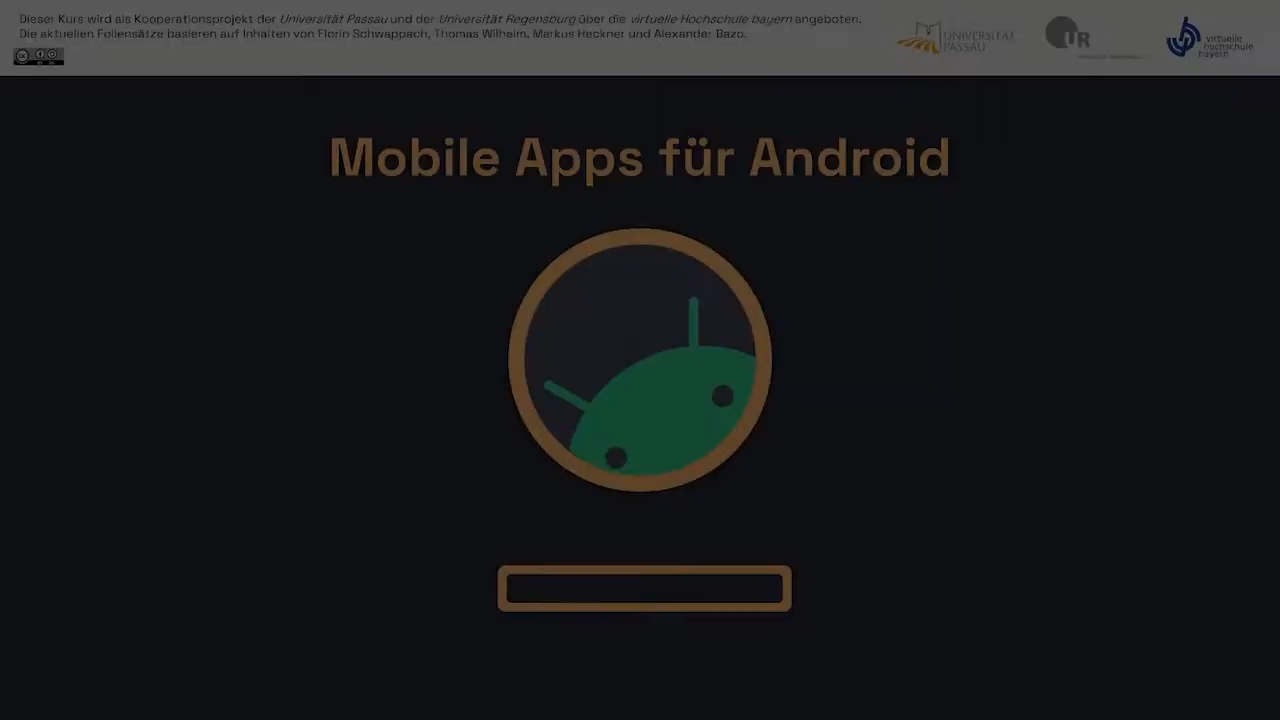 Dieser Kurs wird als Kooperationsprojekt der Universität Passau und der Universität Regensburg über die virtuelle Hochschule bayern angeboten.
Die aktuellen Foliensätze basieren auf Inhalten von Florin Schwappach, Thomas Wilhelm, Markus Heckner und Alexander Bazo.
UNIVERSITÄT
PASSAU
UR
virtuelle
hochschule
bayern
Mobile Apps für Android